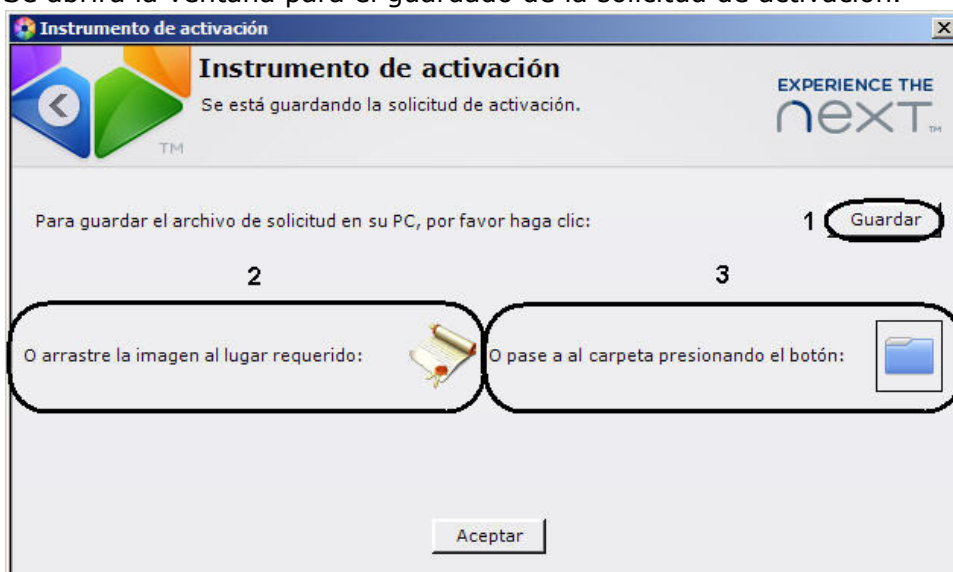 Se abrirá la ventana para el guardado de la solicitud de activación.
Instrumento de activación
Instrumento de activación
Se está guardando la solicitud de activación.
EXPERIENCE THE
nexT™
TM
Para guardar el archivo de solicitud en su PC, por favor haga clic:
1
Guardar
2
3
O arrastre la imagen al lugar requerido:
O pase a al carpeta presionando el botón:
Aceptar